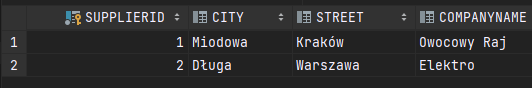 SUPPLIERID CITY STREET COMPANYNAME
1 1 Miodowa Kraków Owocowy Raj
2 2 Długa Warszawa Elektro